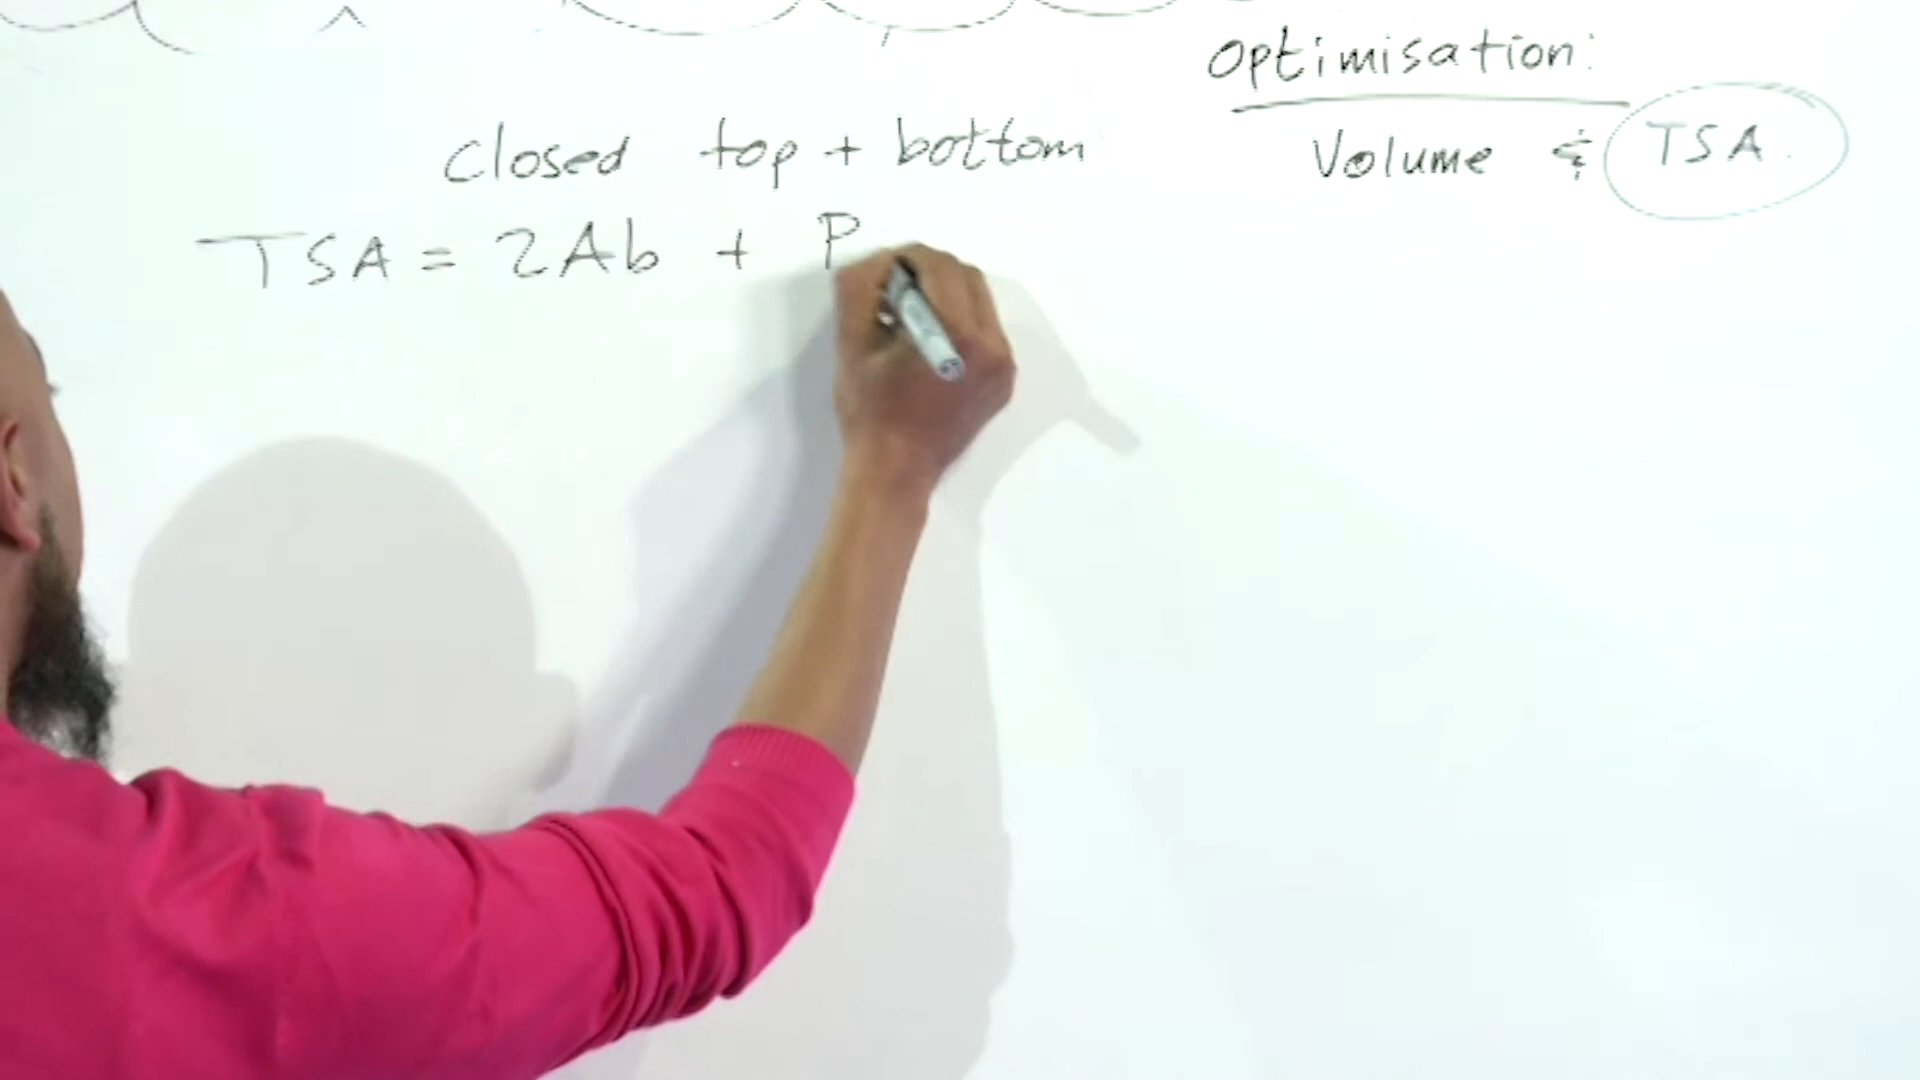 Optimisation:
Volume & TSA.
Closed top + bottom
TSA = 2Ab + P